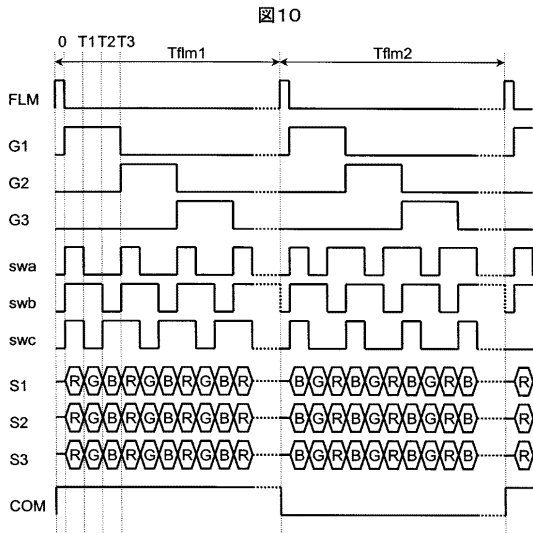 図10
0 T1 T2 T3
Tflm1 Tflm2
FLM
G1
G2
G3
swa
swb
swc
S1 R G B R G B R G B R B G R B G R B G R B R
S2 R G B R G B R G B R B G R B G R B G R B R
S3 R G B R G B R G B R B G R B G R B G R B R
COM